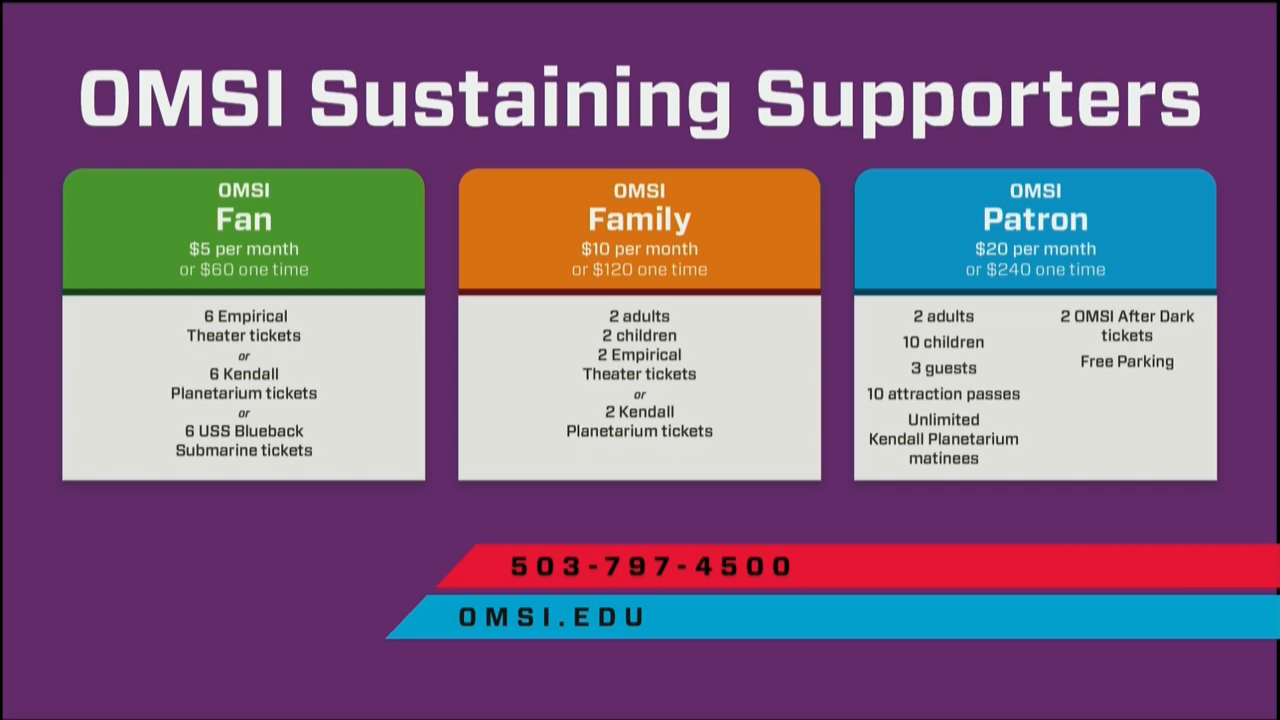 OMSI Sustaining Supporters
OMSI
Fan
$5 per month
or $60 one time
6 Empirical
Theater tickets
or
6 Kendall
Planetarium tickets
or
6 USS Blueback
Submarine tickets
OMSI
Family
$10 per month
or $120 one time
2 adults
2 children
2 Empirical
Theater tickets
or
2 Kendall
Planetarium tickets
OMSI
Patron
$20 per month
or $240 one time
2 adults
10 children
3 guests
10 attraction passes
Unlimited
Kendall Planetarium
matinees
2 OMSI After Dark
tickets
Free Parking
503-797-4500
OMSI.EDU